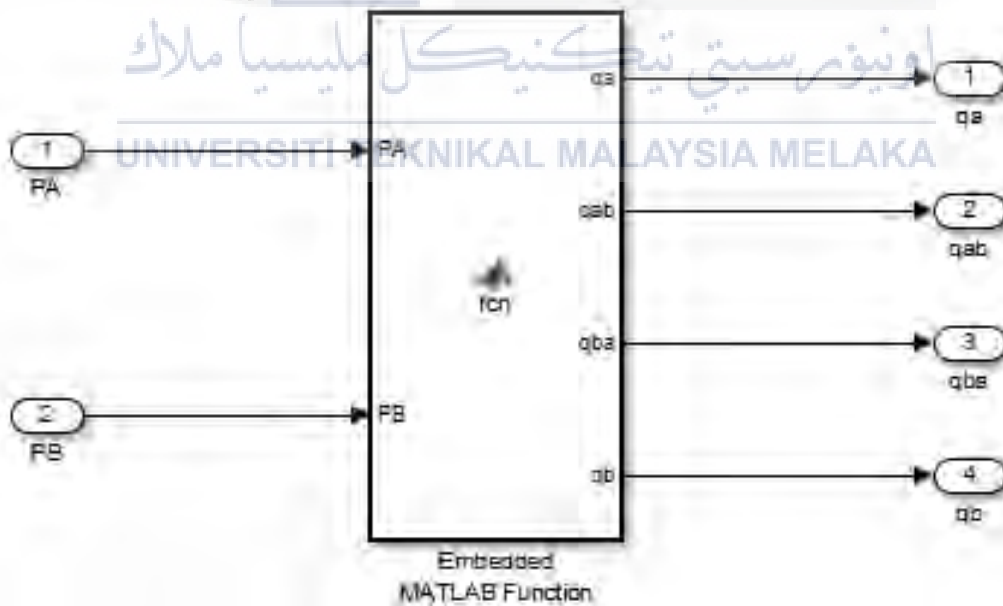 اونيۏرسيتي تيكنيكل مليسيا ملاك
UNIVERSITI TEKNIKAL MALAYSIA MELAKA
1
PA
2
PB
PA
PB
fcn
qa
qab
qba
qb
1
qa
2
qab
3
qba
4
qb
Embedded
MATLAB Function